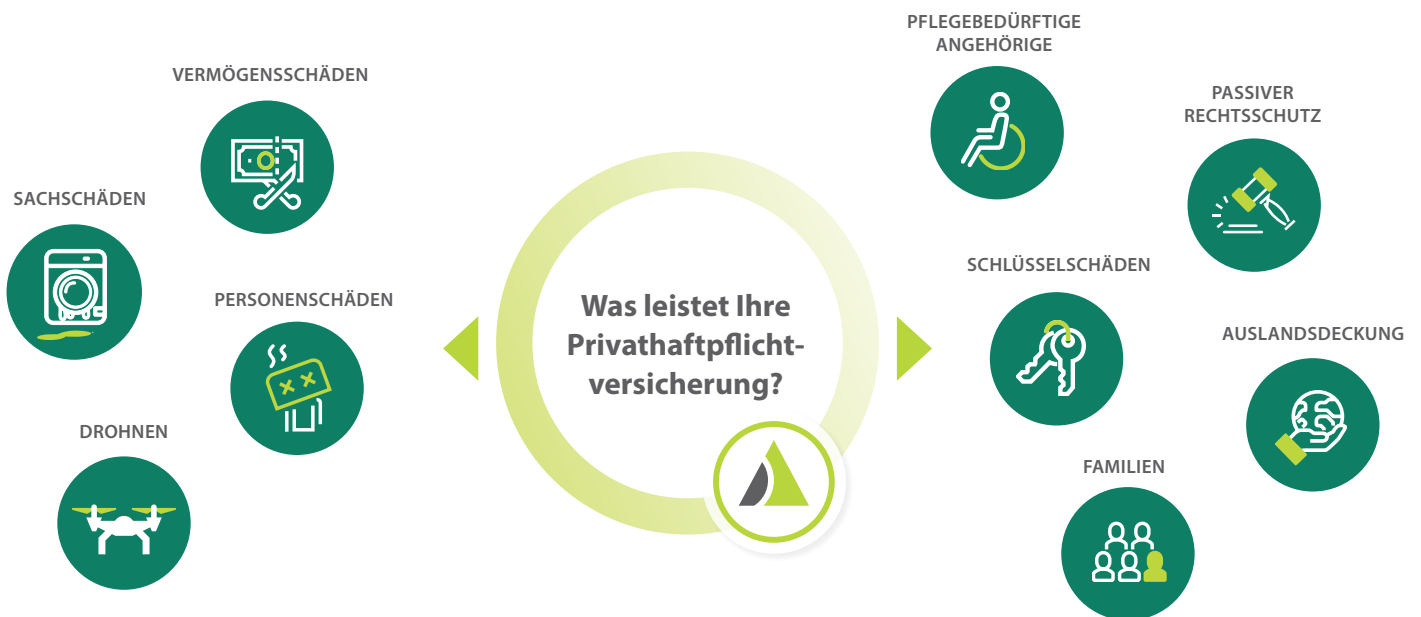 VERMÖGENSSCHÄDEN
SACHSCHÄDEN
PERSONENSCHÄDEN
DROHNEN
Was leistet Ihre
Privathaftpflicht-
versicherung?
PFLEGEBEDÜRFTIGE
ANGEHÖRIGE
PASSIVER
RECHTSSCHUTZ
SCHLÜSSELSCHÄDEN
AUSLANDSDECKUNG
FAMILIEN